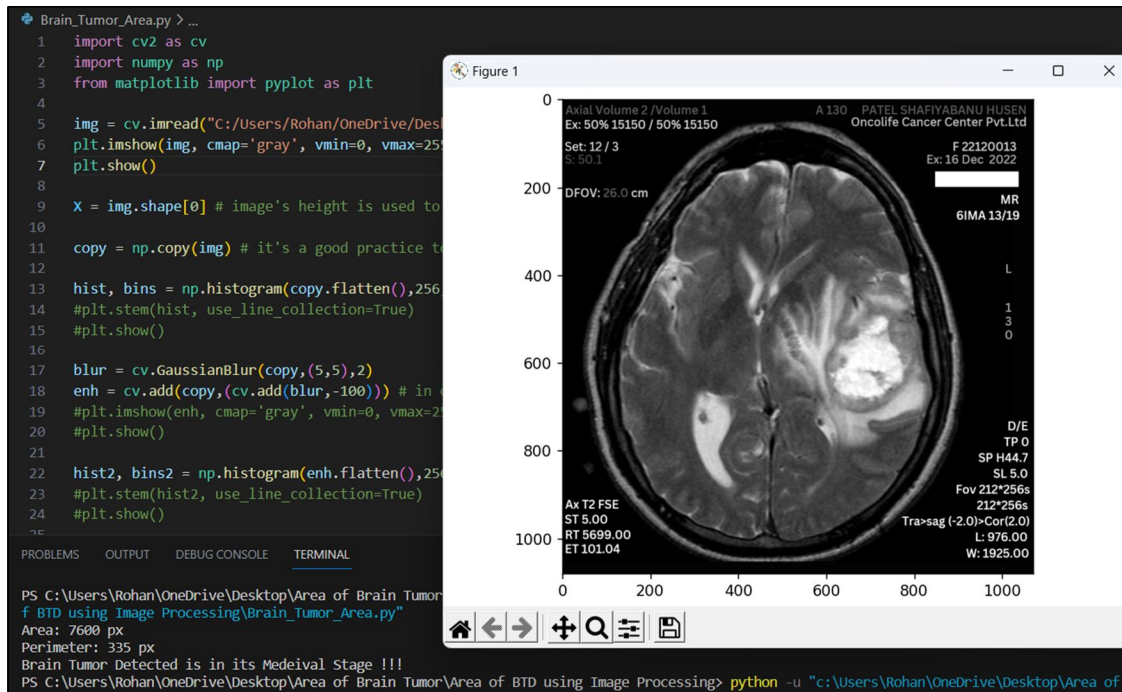 Brain_Tumor_Area.py > ...
1 import cv2 as cv
2 import numpy as np
3 from matplotlib import pyplot as plt
4
5 img = cv.imread("C:/Users/Rohan/OneDrive/Des
6 plt.imshow(img, cmap='gray', vmin=0, vmax=255
7 plt.show()
8
9 X = img.shape[0] # image's height is used to
10
11 copy = np.copy(img) # it's a good practice to
12
13 hist, bins = np.histogram(copy.flatten(),256,
14 #plt.stem(hist, use_line_collection=True)
15 #plt.show()
16
17 blur = cv.GaussianBlur(copy,(5,5),2)
18 enh = cv.add(copy,(cv.add(blur,-100))) # in
19 #plt.imshow(enh, cmap='gray', vmin=0, vmax=25
20 #plt.show()
21
22 hist2, bins2 = np.histogram(enh.flatten(),256
23 #plt.stem(hist2, use_line_collection=True)
24 #plt.show()
25
PROBLEMS OUTPUT DEBUG CONSOLE TERMINAL
PS C:\Users\Rohan\OneDrive\Desktop\Area of Brain Tumor
f BTD using Image Processing\Brain_Tumor_Area.py"
Area: 7600 px
Perimeter: 335 px
Brain Tumor Detected is in its Medeival Stage !!!
PS C:\Users\Rohan\OneDrive\Desktop\Area of Brain Tumor\Area of BTD using Image Processing> python -u "c:\Users\Rohan\OneDrive\Desktop\Area of
Figure 1
0
200
400
600
800
1000
0 200 400 600 800 1000
Axial Volume 2 /Volume 1
Ex: 50% 15150 / 50% 15150
Set: 12 / 3
S: 50.1
DFOV: 26.0 cm
A 130 PATEL SHAFIYABANU HUSEN
Oncolife Cancer Center Pvt.Ltd
F 22120013
Ex: 16 Dec 2022
MR
6IMA 13/19
L
1
3
0
D/E
TP 0
SP H44.7
SL 5.0
Fov 212*256s
212*256s
Tra>sag (-2.0)>Cor(2.0)
L: 976.00
W: 1925.00
Ax T2 FSE
ST 5.00
RT 5699.00
ET 101.04